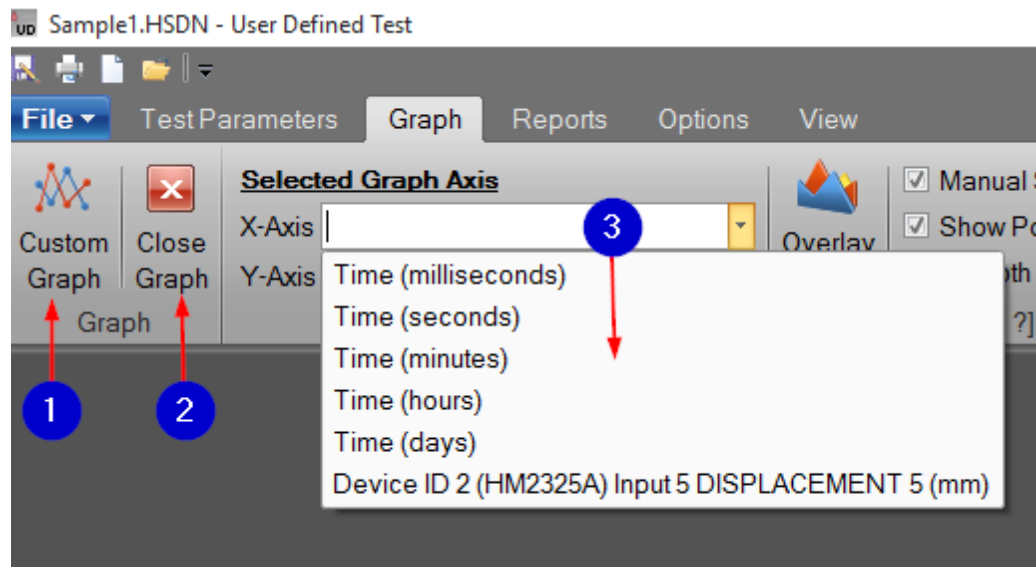 UD Sample1.HSDN - User Defined Test
File Test Parameters Graph Reports Options View
Custom Graph
Close Graph
Selected Graph Axis
X-Axis
Y-Axis
3
Overlay
Manual
Show
Time (milliseconds)
Time (seconds)
Time (minutes)
Time (hours)
Time (days)
Device ID 2 (HM2325A) Input 5 DISPLACEMENT 5 (mm)
Graph
?]
1
2